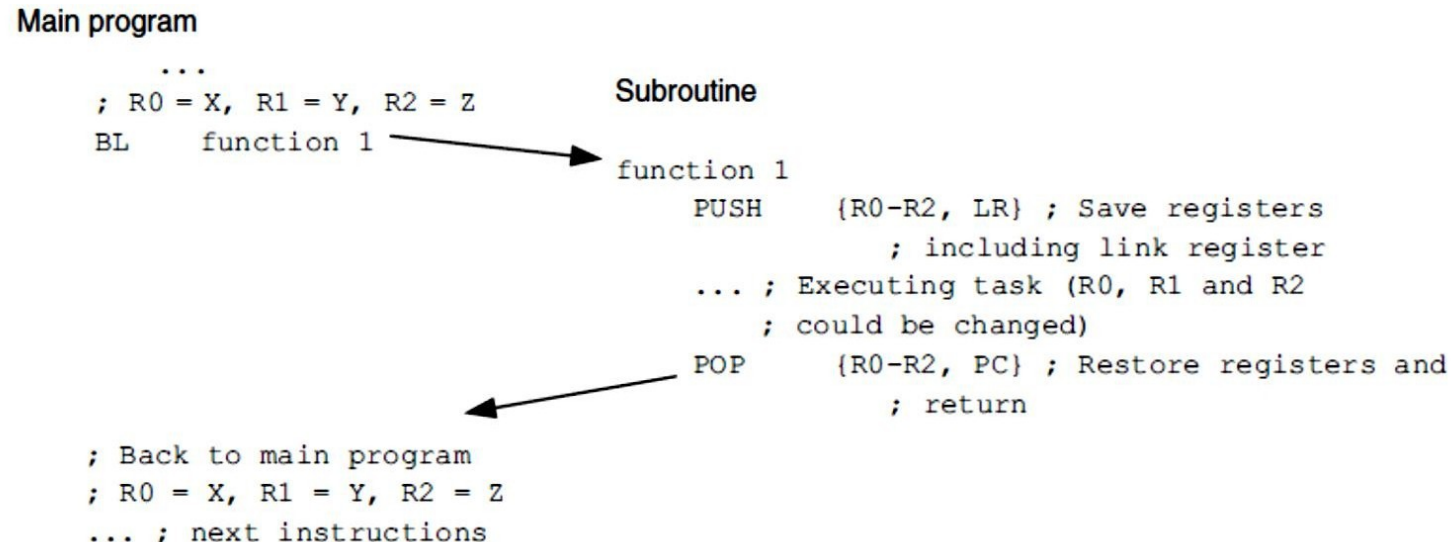 Main program
...
; R0 = X, R1 = Y, R2 = Z
BL function 1
Subroutine
function 1
PUSH {R0-R2, LR} ; Save registers
; including link register
... ; Executing task (R0, R1 and R2
; could be changed)
POP {R0-R2, PC} ; Restore registers and
; return
; Back to main program
; R0 = X, R1 = Y, R2 = Z
... ; next instructions